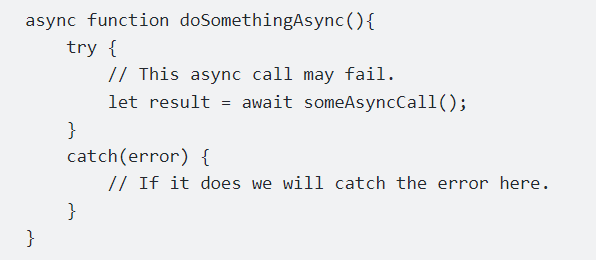 async function doSomethingAsync(){
    try {
        // This async call may fail.
        let result = await someAsyncCall();
    }
    catch(error) {
        // If it does we will catch the error here.
    }
}